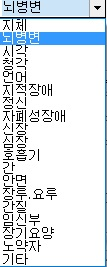 뇌병변
지체
뇌병변
시각
청각
언어
지적장애
정신
자폐성장애
신장
심장
호흡기
간
안면
장루.요루
간질
임신부
장기요양
노약자
기타